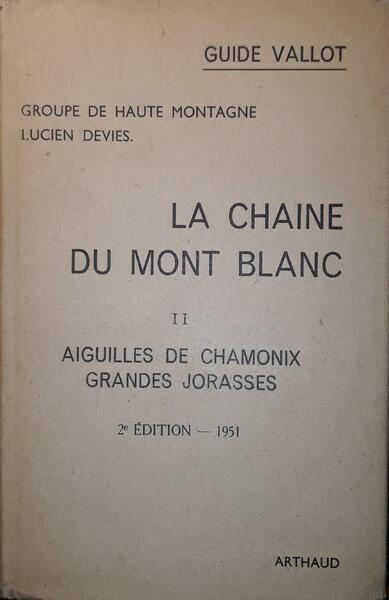 GUIDE VALLOT
GROUPE DE HAUTE MONTAGNE
LUCIEN DEVIES.
LA CHAINE
DU MONT BLANC
II
AIGUILLES DE CHAMONIX
GRANDES JORASSES
2e ÉDITION — 1951
ARTHAUD